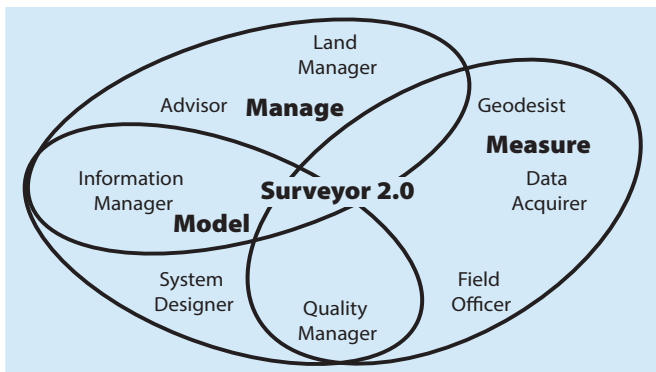 Land
Manager
Advisor
Manage
Geodesist
Measure
Information
Manager
Surveyor 2.0
Data
Acquirer
Model
System
Designer
Quality
Manager
Field
Officer